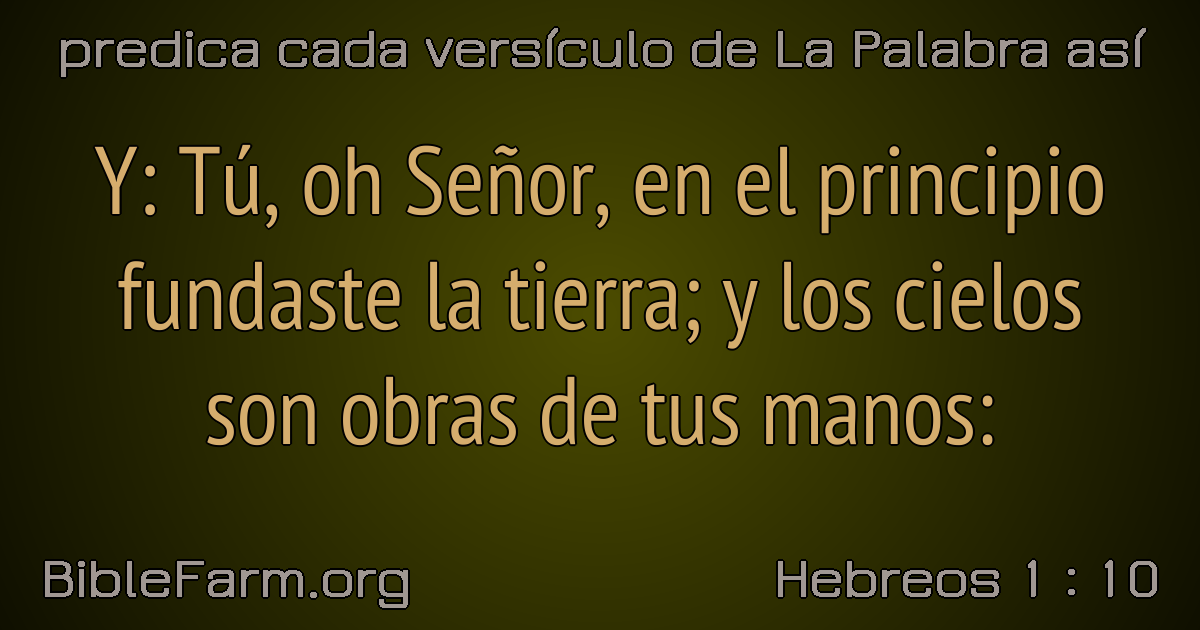 predica cada versículo de La Palabra así
Y: Tú, oh Señor, en el principio
fundaste la tierra; y los cielos
son obras de tus manos:
BibleFarm.org
Hebreos 1 : 10